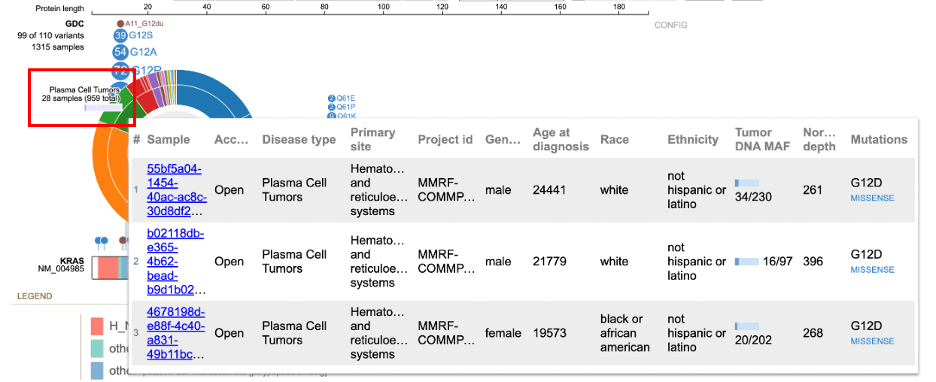 Protein length
20 40 60 80 100 120 140 160 180
CONFIG
GDC
99 of 110 variants
1315 samples
A11_G12du
39 G12S
54 G12A
Plasma Cell Tumors
28 samples (959 total)
2 Q61E
2 Q61P
KRAS
NM_004985
LEGEND
H_N
othe
othe
# Sample Acc... Disease type Primary site Project id Gen... Age at diagnosis Race Ethnicity Tumor DNA MAF Nor... depth Mutations
1 55bf5a04-1454-40ac-ac8c-30d8df2... Open Plasma Cell Tumors Hemato... and reticuloe... systems MMRF-COMMP... male 24441 white not hispanic or latino 34/230 261 G12D MISSENSE
2 b02118db-e365-4b62-bead-b9d1b02... Open Plasma Cell Tumors Hemato... and reticuloe... systems MMRF-COMMP... male 21779 white not hispanic or latino 16/97 396 G12D MISSENSE
3 4678198d-e88f-4c40-a831-49b11bc... Open Plasma Cell Tumors Hemato... and reticuloe... systems MMRF-COMMP... female 19573 black or african american not hispanic or latino 20/202 268 G12D MISSENSE